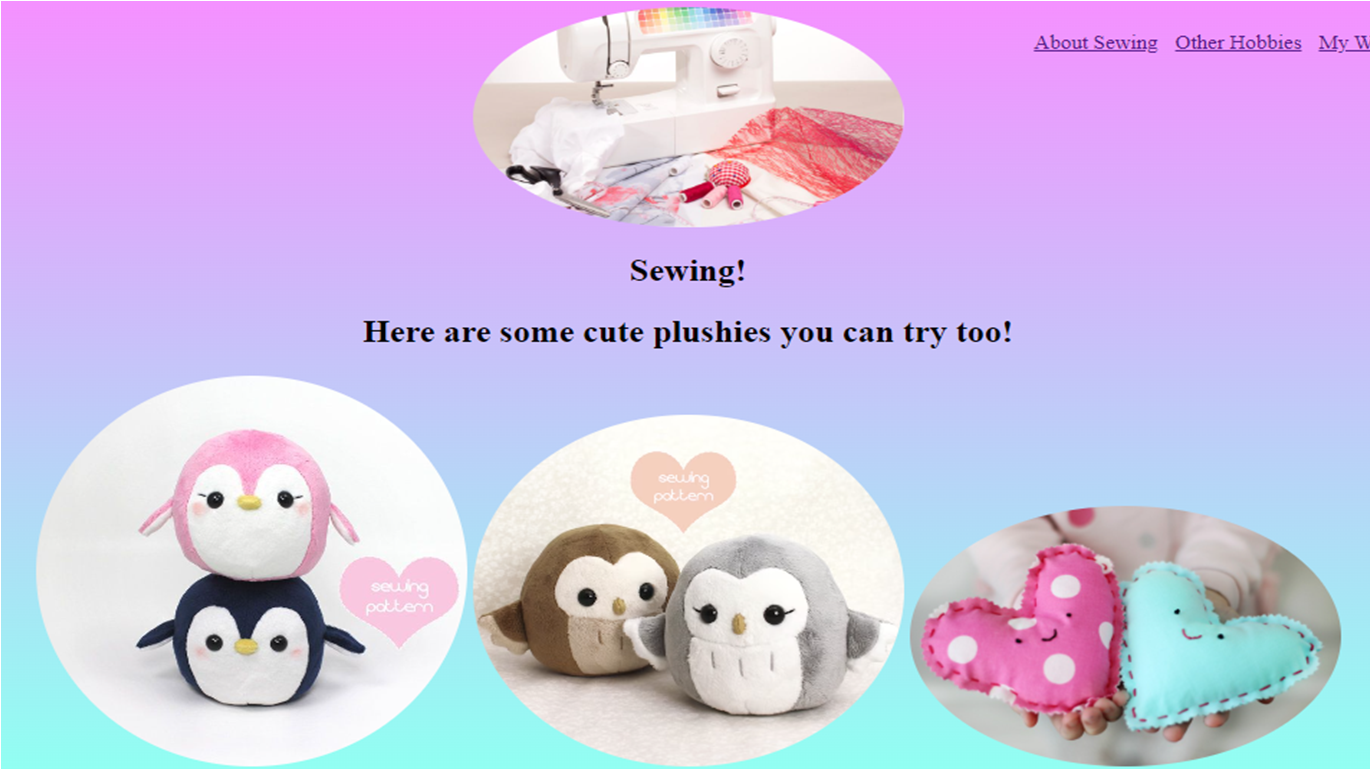 About Sewing Other Hobbies My W
Sewing!
Here are some cute plushies you can try too!
sewing
pattern
sewing
pattern